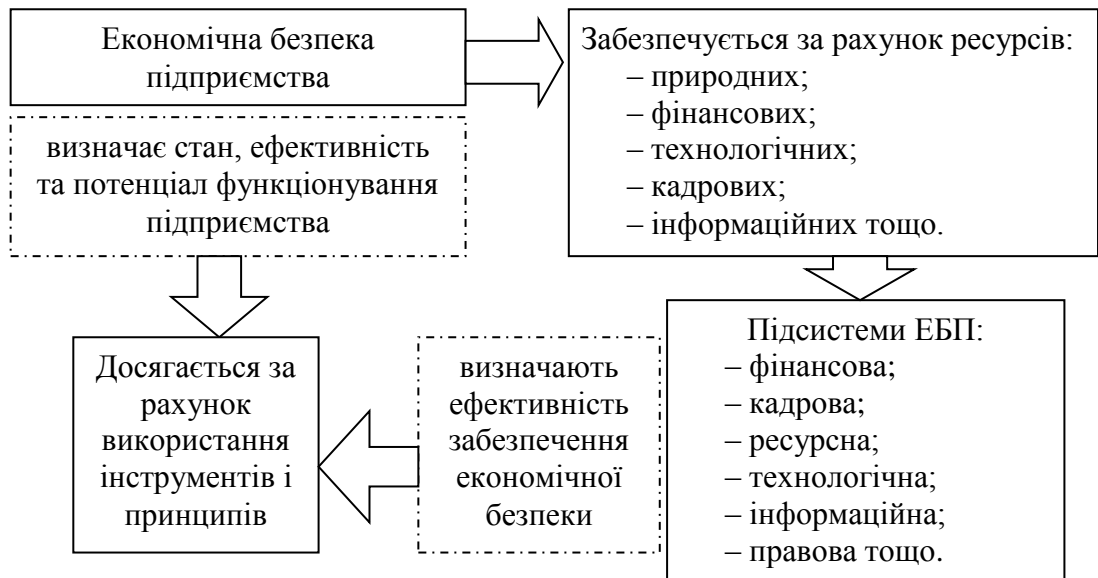 Економічна безпека
підприємства
Забезпечується за рахунок ресурсів:
– природних;
– фінансових;
– технологічних;
– кадрових;
– інформаційних тощо.
визначає стан, ефективність
та потенціал функціонування
підприємства
Підсистеми ЕБП:
– фінансова;
– кадрова;
– ресурсна;
– технологічна;
– інформаційна;
– правова тощо.
визначають
ефективність
забезпечення
економічної
безпеки
Досягається за
рахунок
використання
інструментів і
принципів